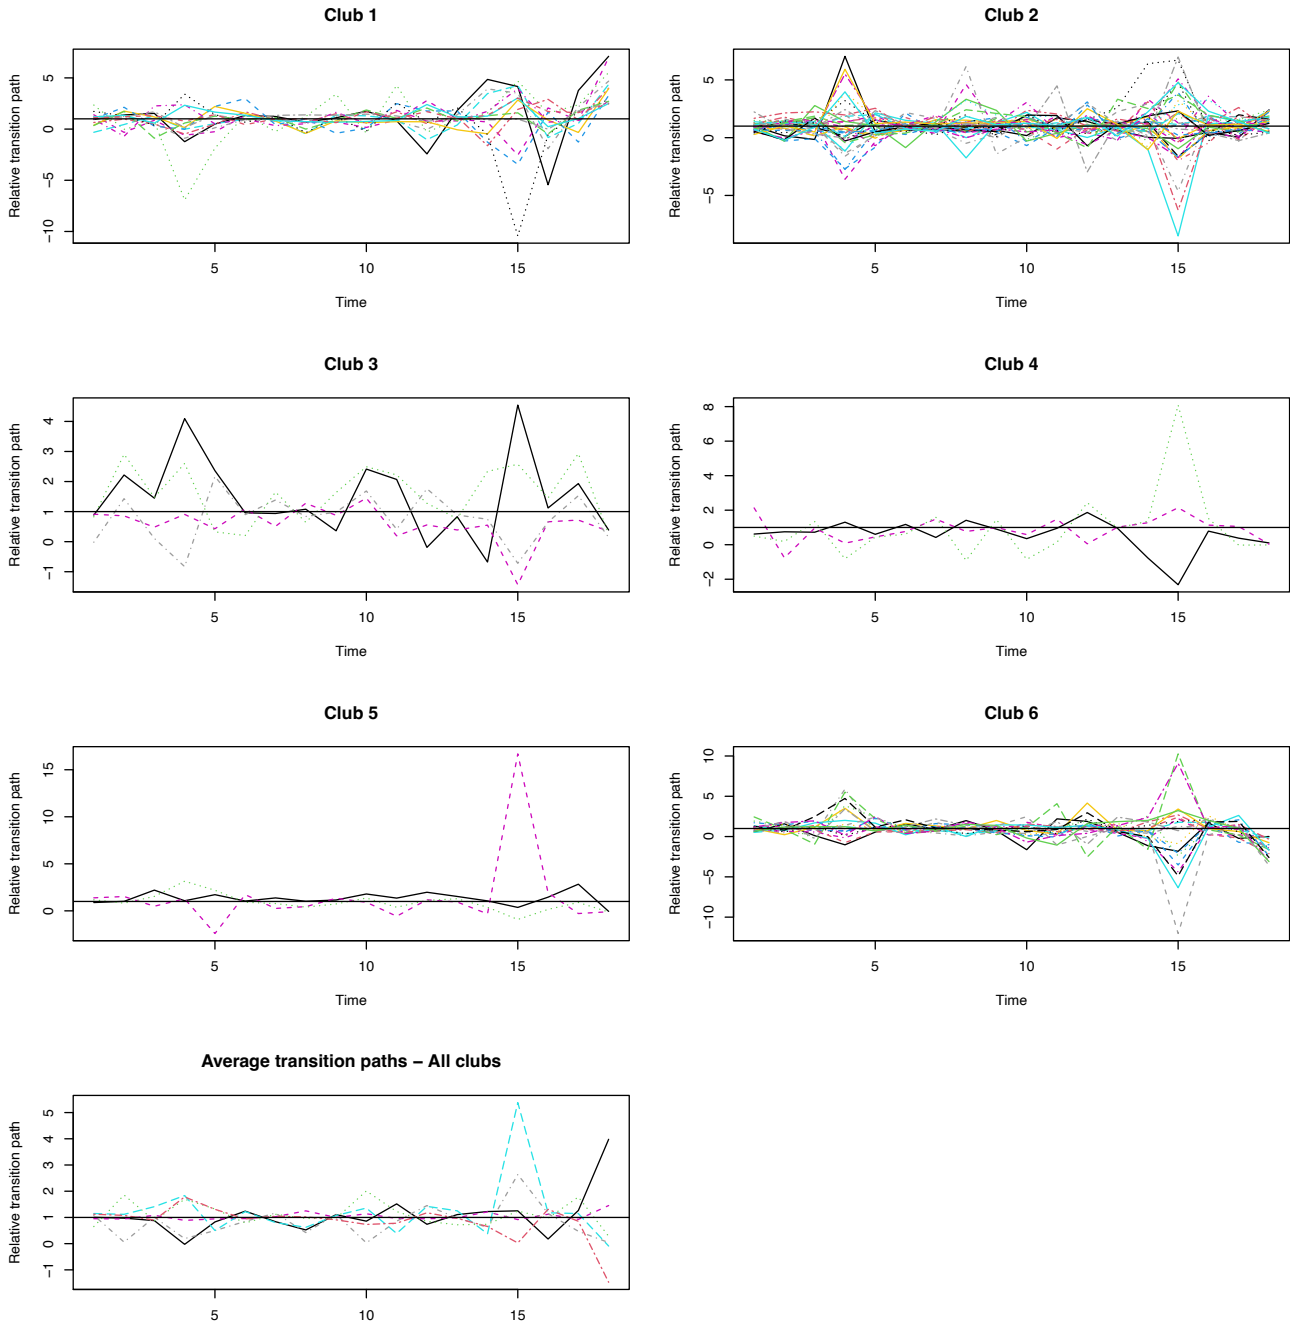 Club 1
Relative transition path
5
0
−5
−10
5
10
15
Time
Club 2
Relative transition path
5
0
−5
5
10
15
Time
Club 3
Relative transition path
4
3
2
1
0
−1
5
10
15
Time
Club 4
Relative transition path
8
6
4
2
0
−2
5
10
15
Time
Club 5
Relative transition path
15
10
5
0
5
10
15
Time
Club 6
Relative transition path
10
5
0
−5
−10
5
10
15
Time
Average transition paths − All clubs
Relative transition path
5
4
3
2
1
0
−1
5
10
15